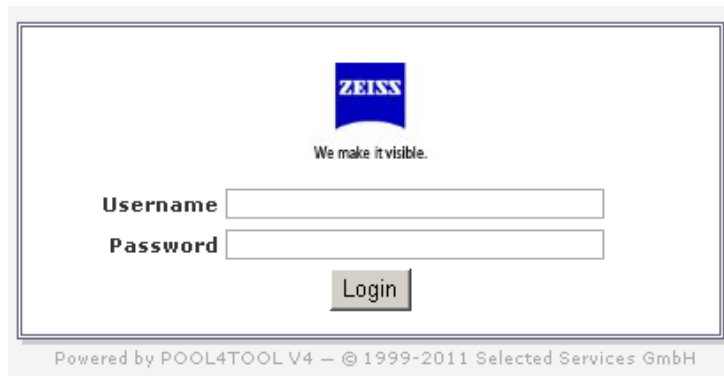 ZEISS
We make it visible.
Username
Password
Login
Powered by POOL4TOOL V4 — © 1999-2011 Selected Services GmbH